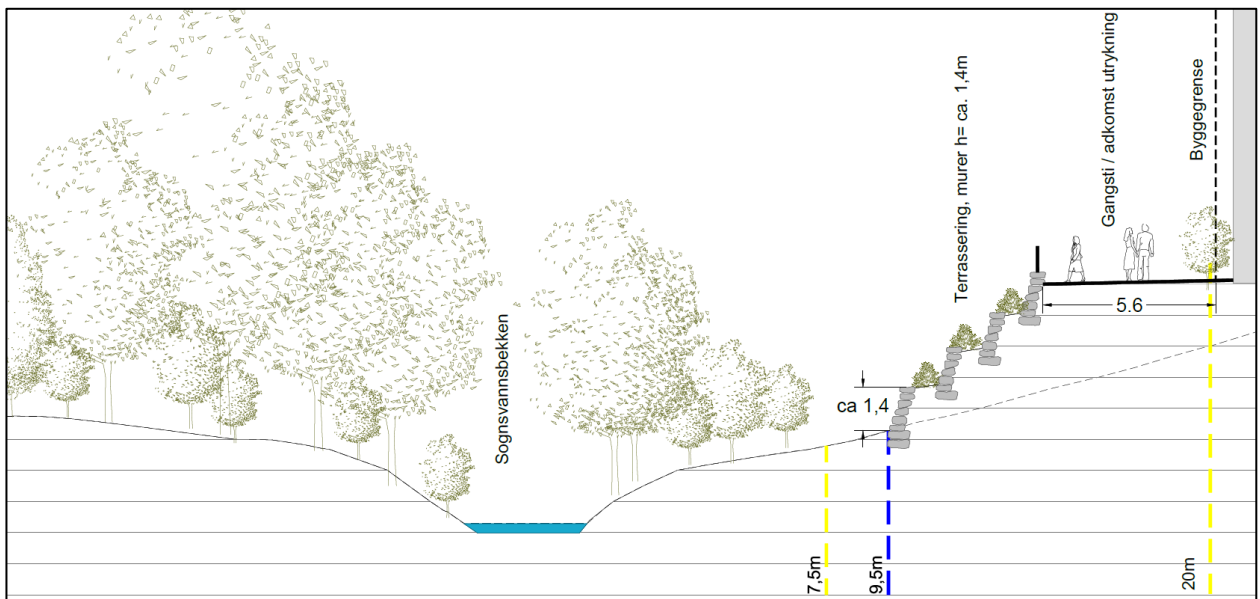 Sognsvannsbekken
Terrassering, murer h= ca. 1,4m
Gangsti / adkomst utrykning
Byggegrense
5.6
ca 1,4
7,5m
9,5m
20m